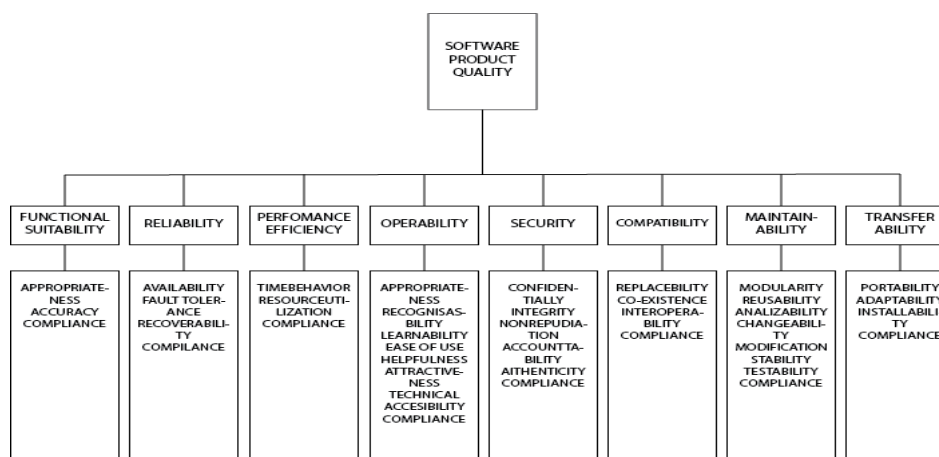 SOFTWARE
PRODUCT
QUALITY
FUNCTIONAL
SUITABILITY
RELIABILITY
PERFOMANCE
EFFICIENCY
OPERABILITY
SECURITY
COMPATIBILITY
MAINTAIN-
ABILITY
TRANSFER
ABILITY
APPROPRIATE-
NESS
ACCURACY
COMPLIANCE
AVAILABILITY
FAULT TOLER-
ANCE
RECOVERABILI-
TY
COMPILANCE
TIMEBEHAVIOR
RESOURCEUTI-
LIZATION
COMPLIANCE
APPROPRIATE-
NESS
RECOGNISAS-
BILITY
LEARNABILITY
EASE OF USE
HELPFULNESS
ATTRACTIVE-
NESS
TECHNICAL
ACCESIBILITY
COMPLIANCE
CONFIDEN-
TIALLY
INTEGRITY
NONREPUDIA-
TION
ACCOUNTTA-
BILITY
AITHENTICITY
COMPLIANCE
REPLACEBILITY
CO-EXISTENCE
INTEROPERA-
BILITY
COMPLIANCE
MODULARITY
REUSABILITY
ANALIZABILITY
CHANGEABILI-
TY
MODIFICATION
STABILITY
TESTABILITY
COMPLIANCE
PORTABILITY
ADAPTABILITY
INSTALLABILI-
TY
COMPLIANCE